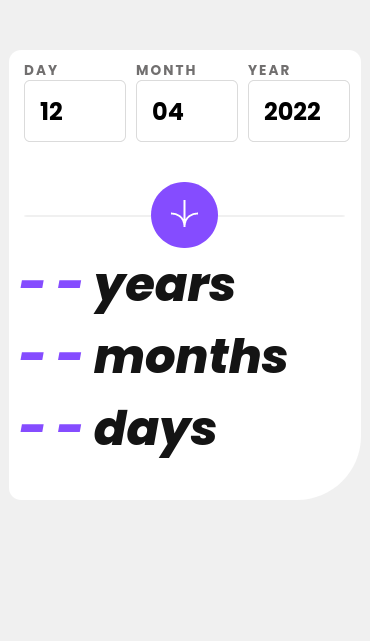 DAY MONTH YEAR
12 04 2022
- - years
- - months
- - days